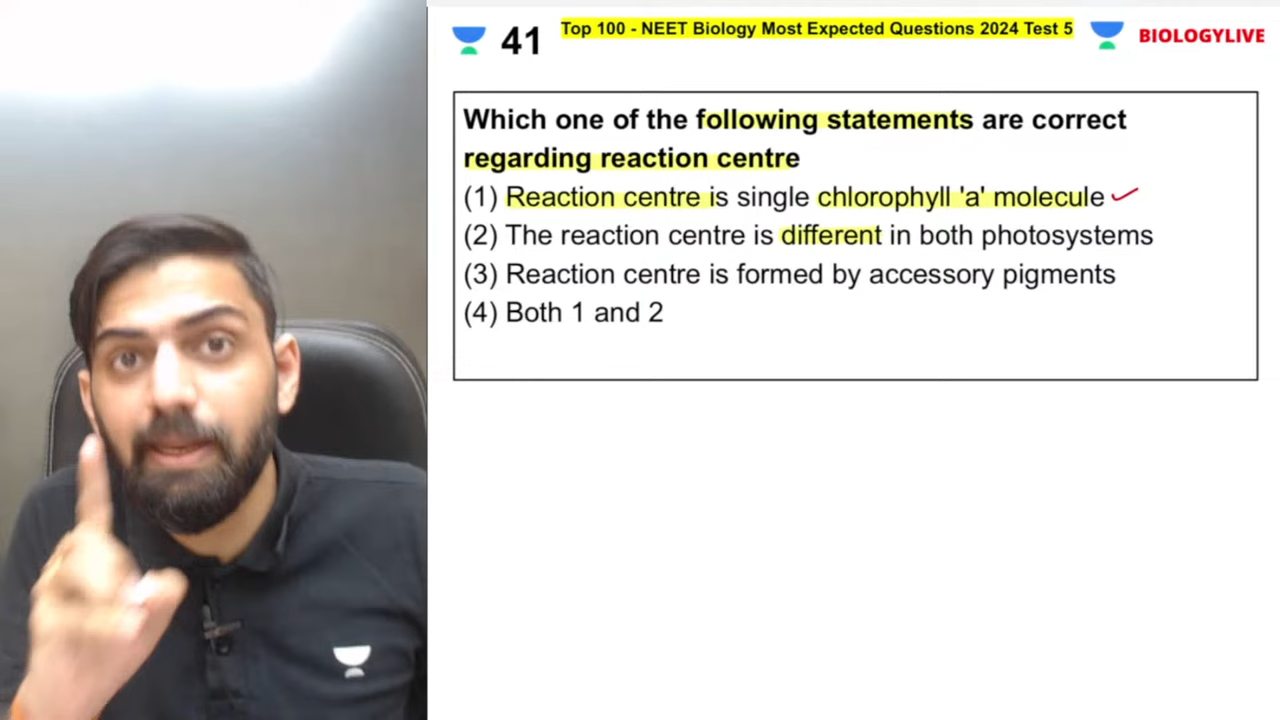 41
Top 100 - NEET Biology Most Expected Questions 2024 Test 5
BIOLOGYLIVE
Which one of the following statements are correct
regarding reaction centre
(1) Reaction centre is single chlorophyll 'a' molecule
(2) The reaction centre is different in both photosystems
(3) Reaction centre is formed by accessory pigments
(4) Both 1 and 2